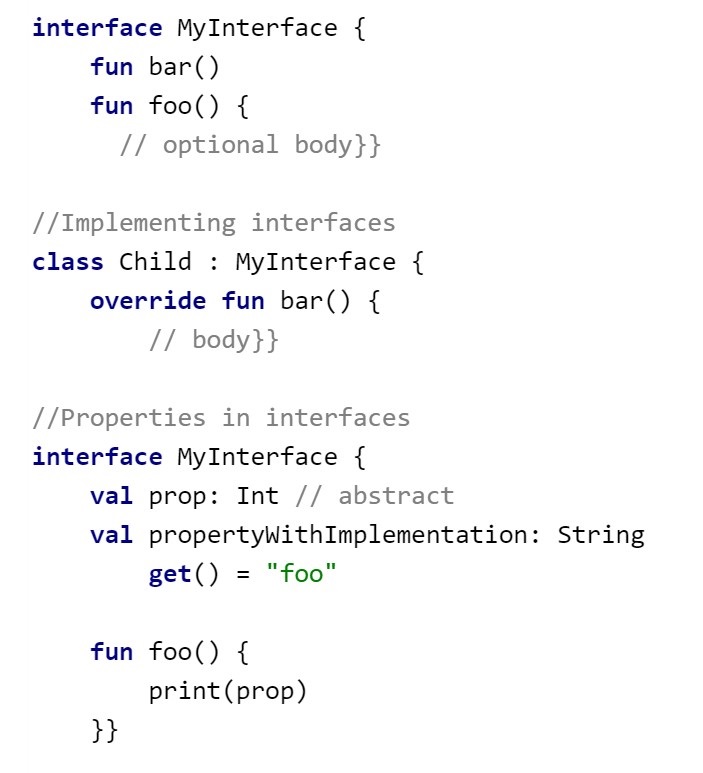 interface MyInterface {
    fun bar()
    fun foo() {
      // optional body}}

//Implementing interfaces
class Child : MyInterface {
    override fun bar() {
        // body}}

//Properties in interfaces
interface MyInterface {
    val prop: Int // abstract
    val propertyWithImplementation: String
        get() = "foo"

    fun foo() {
        print(prop)
    }}